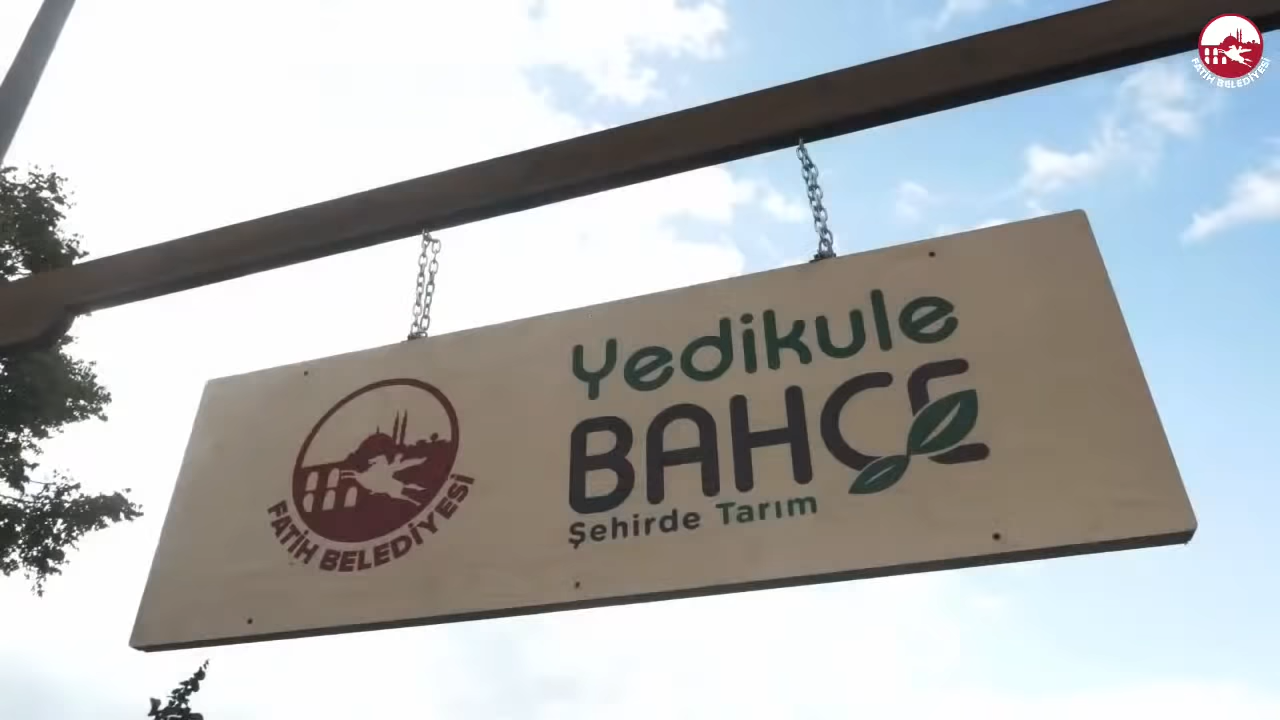 FATİH BELEDİYESİ
Yedikule
BAHÇE
Şehirde Tarım
FATİH BELEDİYESİ